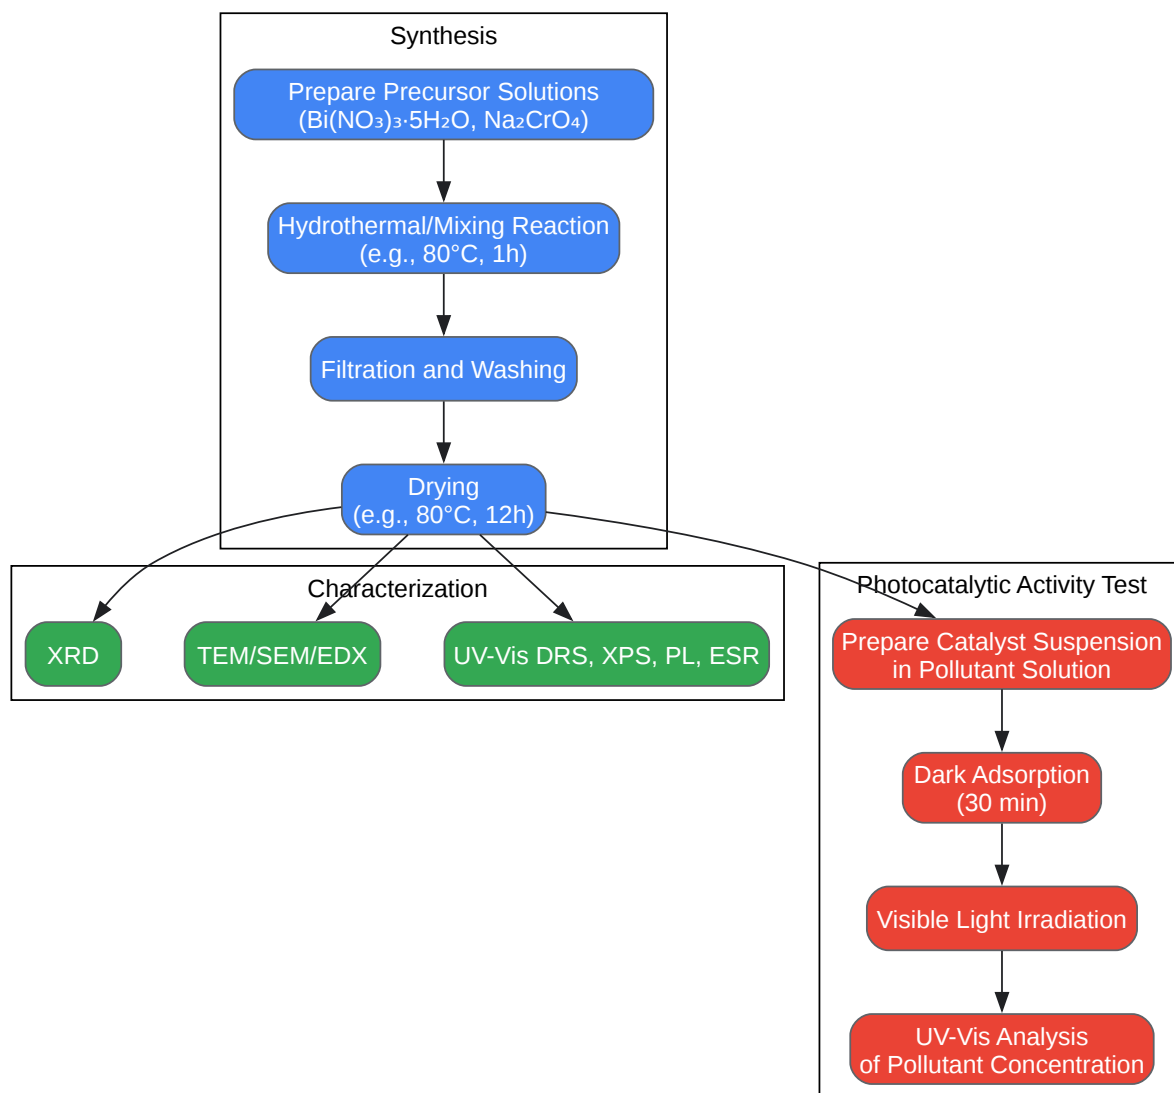 Synthesis
Prepare Precursor Solutions
(Bi(NO₃)₃·5H₂O, Na₂CrO₄)
Hydrothermal/Mixing Reaction
(e.g., 80°C, 1h)
Filtration and Washing
Drying
(e.g., 80°C, 12h)
Characterization
XRD
TEM/SEM/EDX
UV-Vis DRS, XPS, PL, ESR
Photocatalytic Activity Test
Prepare Catalyst Suspension
in Pollutant Solution
Dark Adsorption
(30 min)
Visible Light Irradiation
UV-Vis Analysis
of Pollutant Concentration